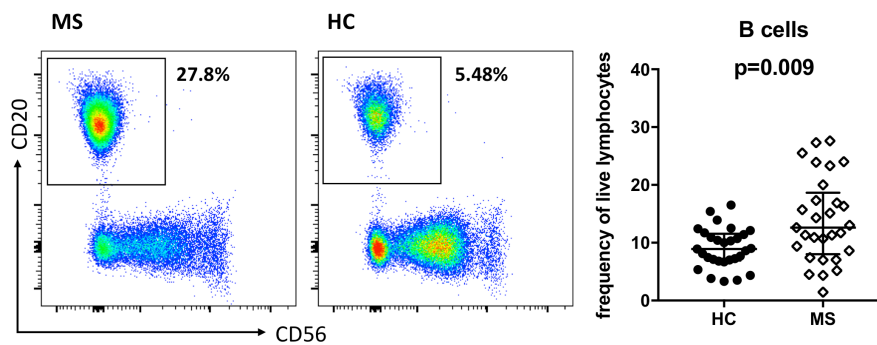 MS
HC
27.8%
5.48%
CD20
CD56
B cells
p=0.009
frequency of live lymphocytes
40
30
20
10
0
HC
MS